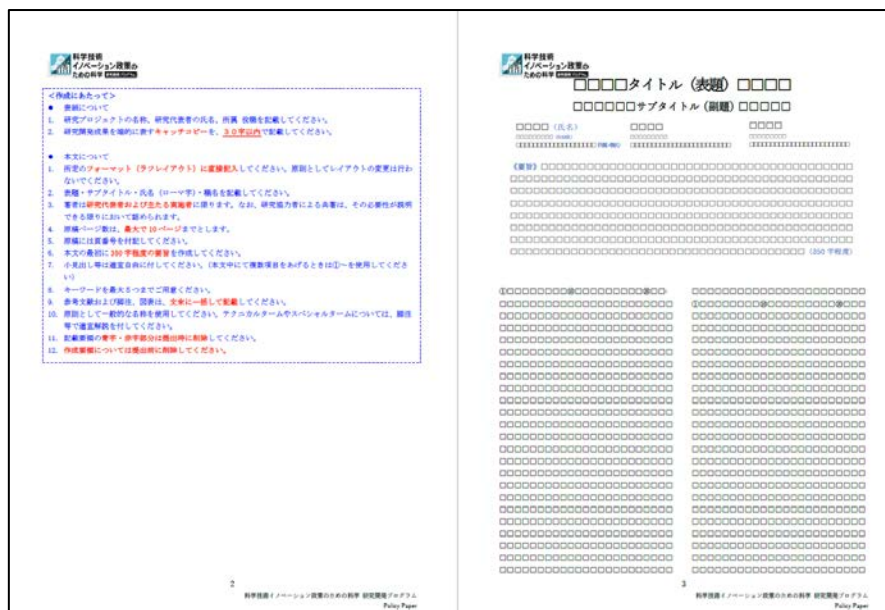 科学技術
イノベーション政策の
ための科学 研究開発プログラム
<作成にあたって>
● 表紙について
1. 研究プロジェクトの名称、研究代表者の氏名、所属 役職を記載してください。
2. 研究開発成果を端的に表すキャッチコピーを、30字以内で記載してください。
● 本文について
1. 所定のフォーマット（ラフレイアウト）に直接記入してください。原則としてレイアウトの変更は行わ
ないでください。
2. 表題・サブタイトル・氏名（ローマ字）・職名を記載してください。
3. 著者は研究代表者および主たる実施者に限ります。なお、研究協力者による共著は、その必要性が説明
できる限りにおいて認められます。
4. 原稿ページ数は、最大で10ページまでとします。
5. 原稿には頁番号を付記してください。
6. 本文の最初に350字程度の要旨を作成してください。
7. 小見出し等は適宜自由に付してください。（本文中にて複数項目をあげるときは①～を使用してくださ
い）
8. キーワードを最大5つまでご用意ください。
9. 参考文献および脚注、図表は、文末に一括して記載してください。
10. 原則として一般的な名称を使用してください。テクニカルタームやスペシャルタームについては、脚注
等で適宜解説を付してください。
11. 記載要領の青字・赤字部分は提出時に削除してください。
12. 作成要領については提出前に削除してください。
2
科学技術イノベーション政策のための科学 研究開発プログラム
Policy Paper
科学技術
イノベーション政策の
ための科学 研究開発プログラム
□□□□タイトル（表題）□□□□
□□□□□□サブタイトル（副題）□□□□□
□□□□（氏名） □□□□ □□□□
《要旨》
（350字程度）
3
科学技術イノベーション政策のための科学 研究開発プログラム
Policy Paper